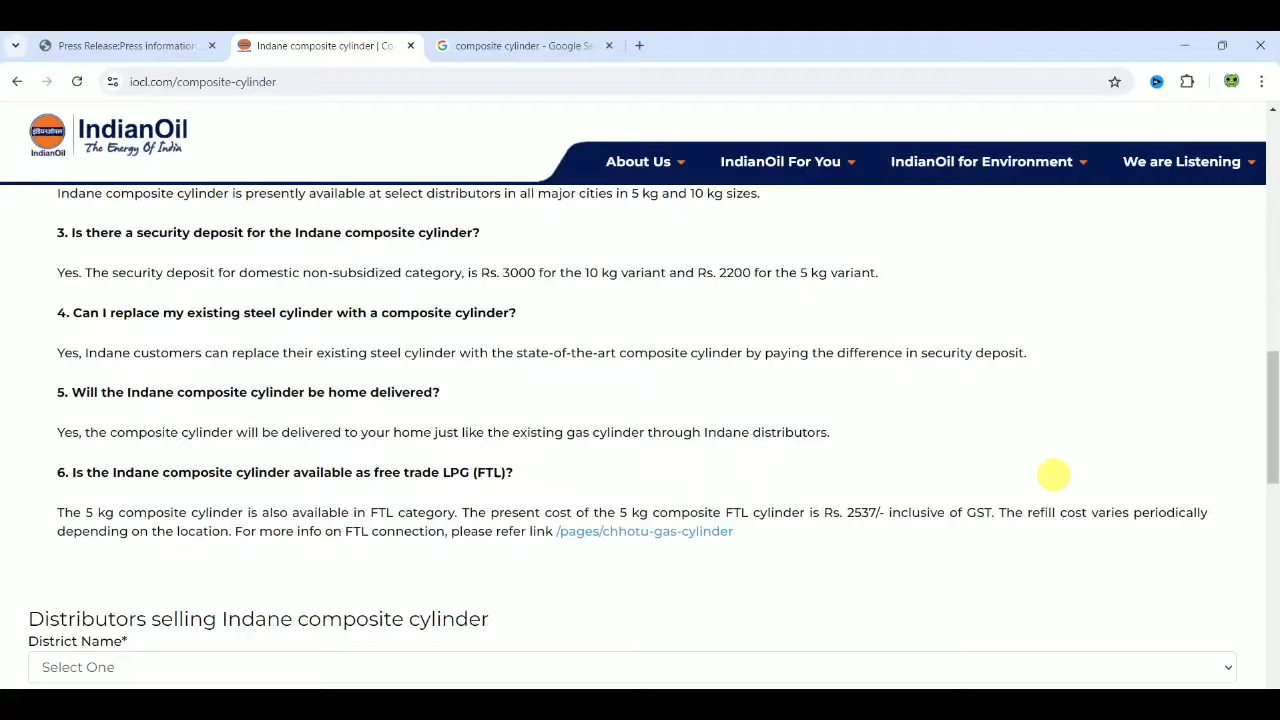 Press Release:Press information
Indane composite cylinder | Co
composite cylinder - Google Se
iocl.com/composite-cylinder
इंडियनऑयल
IndianOil
IndianOil
The Energy Of India
About Us
IndianOil For You
IndianOil for Environment
We are Listening
Indane composite cylinder is presently available at select distributors in all major cities in 5 kg and 10 kg sizes.
3. Is there a security deposit for the Indane composite cylinder?
Yes. The security deposit for domestic non-subsidized category, is Rs. 3000 for the 10 kg variant and Rs. 2200 for the 5 kg variant.
4. Can I replace my existing steel cylinder with a composite cylinder?
Yes, Indane customers can replace their existing steel cylinder with the state-of-the-art composite cylinder by paying the difference in security deposit.
5. Will the Indane composite cylinder be home delivered?
Yes, the composite cylinder will be delivered to your home just like the existing gas cylinder through Indane distributors.
6. Is the Indane composite cylinder available as free trade LPG (FTL)?
The 5 kg composite cylinder is also available in FTL category. The present cost of the 5 kg composite FTL cylinder is Rs. 2537/- inclusive of GST. The refill cost varies periodically
depending on the location. For more info on FTL connection, please refer link /pages/chhotu-gas-cylinder
Distributors selling Indane composite cylinder
District Name*
Select One